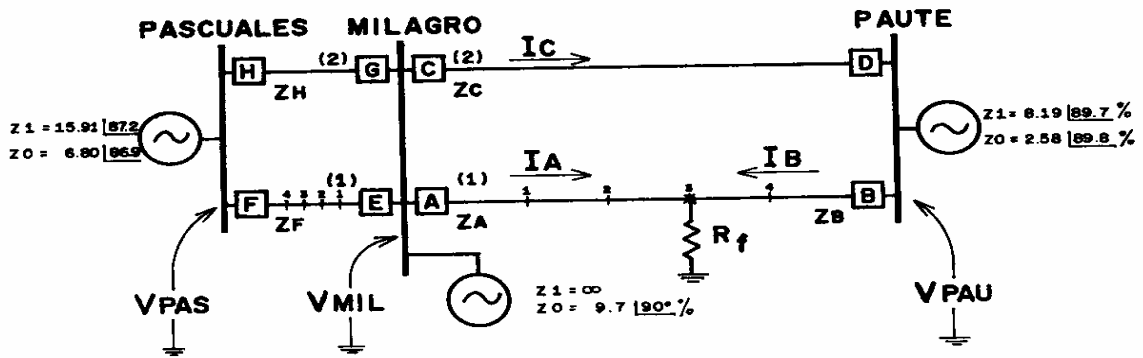 PASCUALES
MILAGRO
PAUTE
H
(2)
G
C
(2)
IC
D
ZH
ZC
Z1=15.91|87.2
Z0= 6.80|86.9
Z1= 8.19|89.7 %
Z0=2.58|89.8 %
IA
IB
F
4 3 2 1
(1)
E
A
(1)
1
2
3
4
B
ZF
ZA
ZB
Rf
VPAS
VMIL
Z1=∞
Z0= 9.7|90° %
VPAU